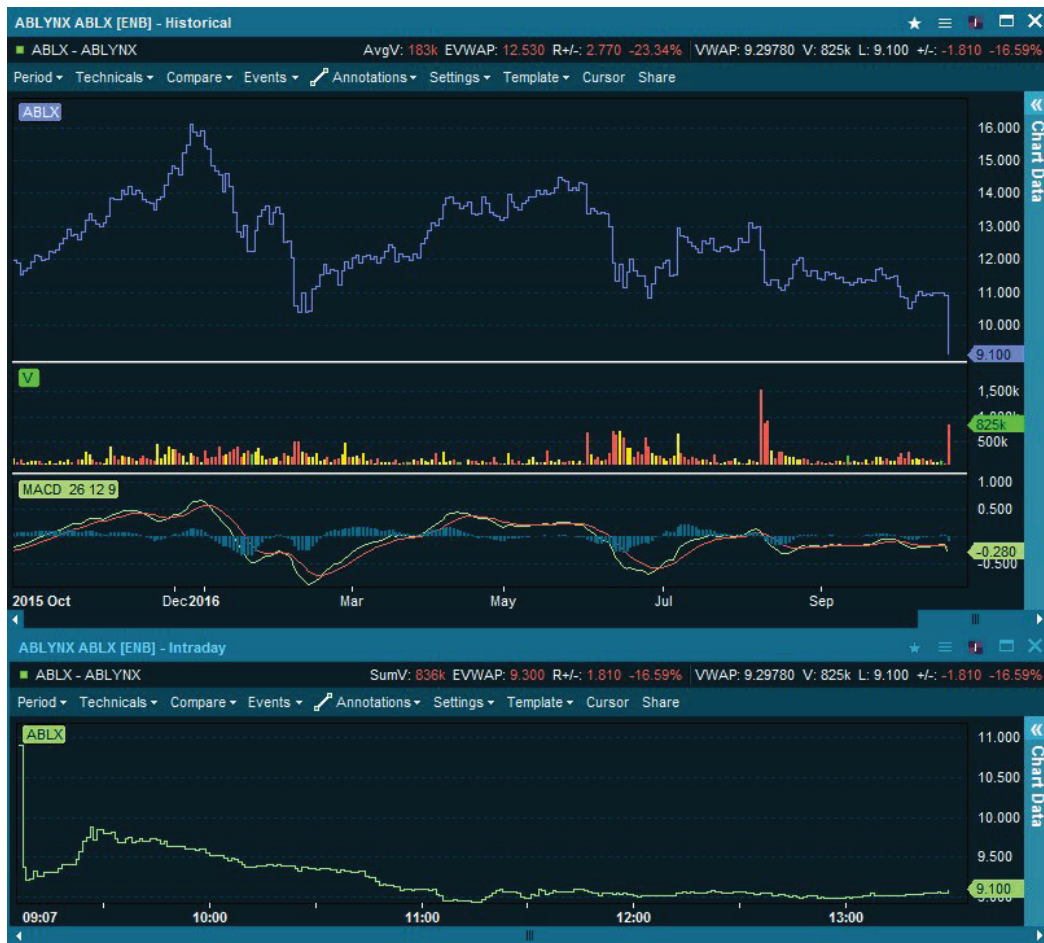 ABLYNX ABLX [ENB] - Historical
ABLX - ABLYNX AvgV: 183k EVWAP: 12.530 R+/-: 2.770 -23.34% VWAP: 9.29780 V: 825k L: 9.100 +/-: -1.810 -16.59%
Period Technicals Compare Events Annotations Settings Template Cursor Share
Chart Data
ABLX
16.000
15.000
14.000
13.000
12.000
11.000
10.000
9.100
V
1,500k
825k
500k
MACD 26 12 9
1.000
0.500
-0.280
-0.500
2015 Oct Dec 2016 Mar May Jul Sep
ABLYNX ABLX [ENB] - Intraday
ABLX - ABLYNX SumV: 836k EVWAP: 9.300 R+/-: 1.810 -16.59% VWAP: 9.29780 V: 825k L: 9.100 +/-: -1.810 -16.59%
Period Technicals Compare Events Annotations Settings Template Cursor Share
Chart Data
ABLX
11.000
10.500
10.000
9.500
9.100
09:07 10:00 11:00 12:00 13:00